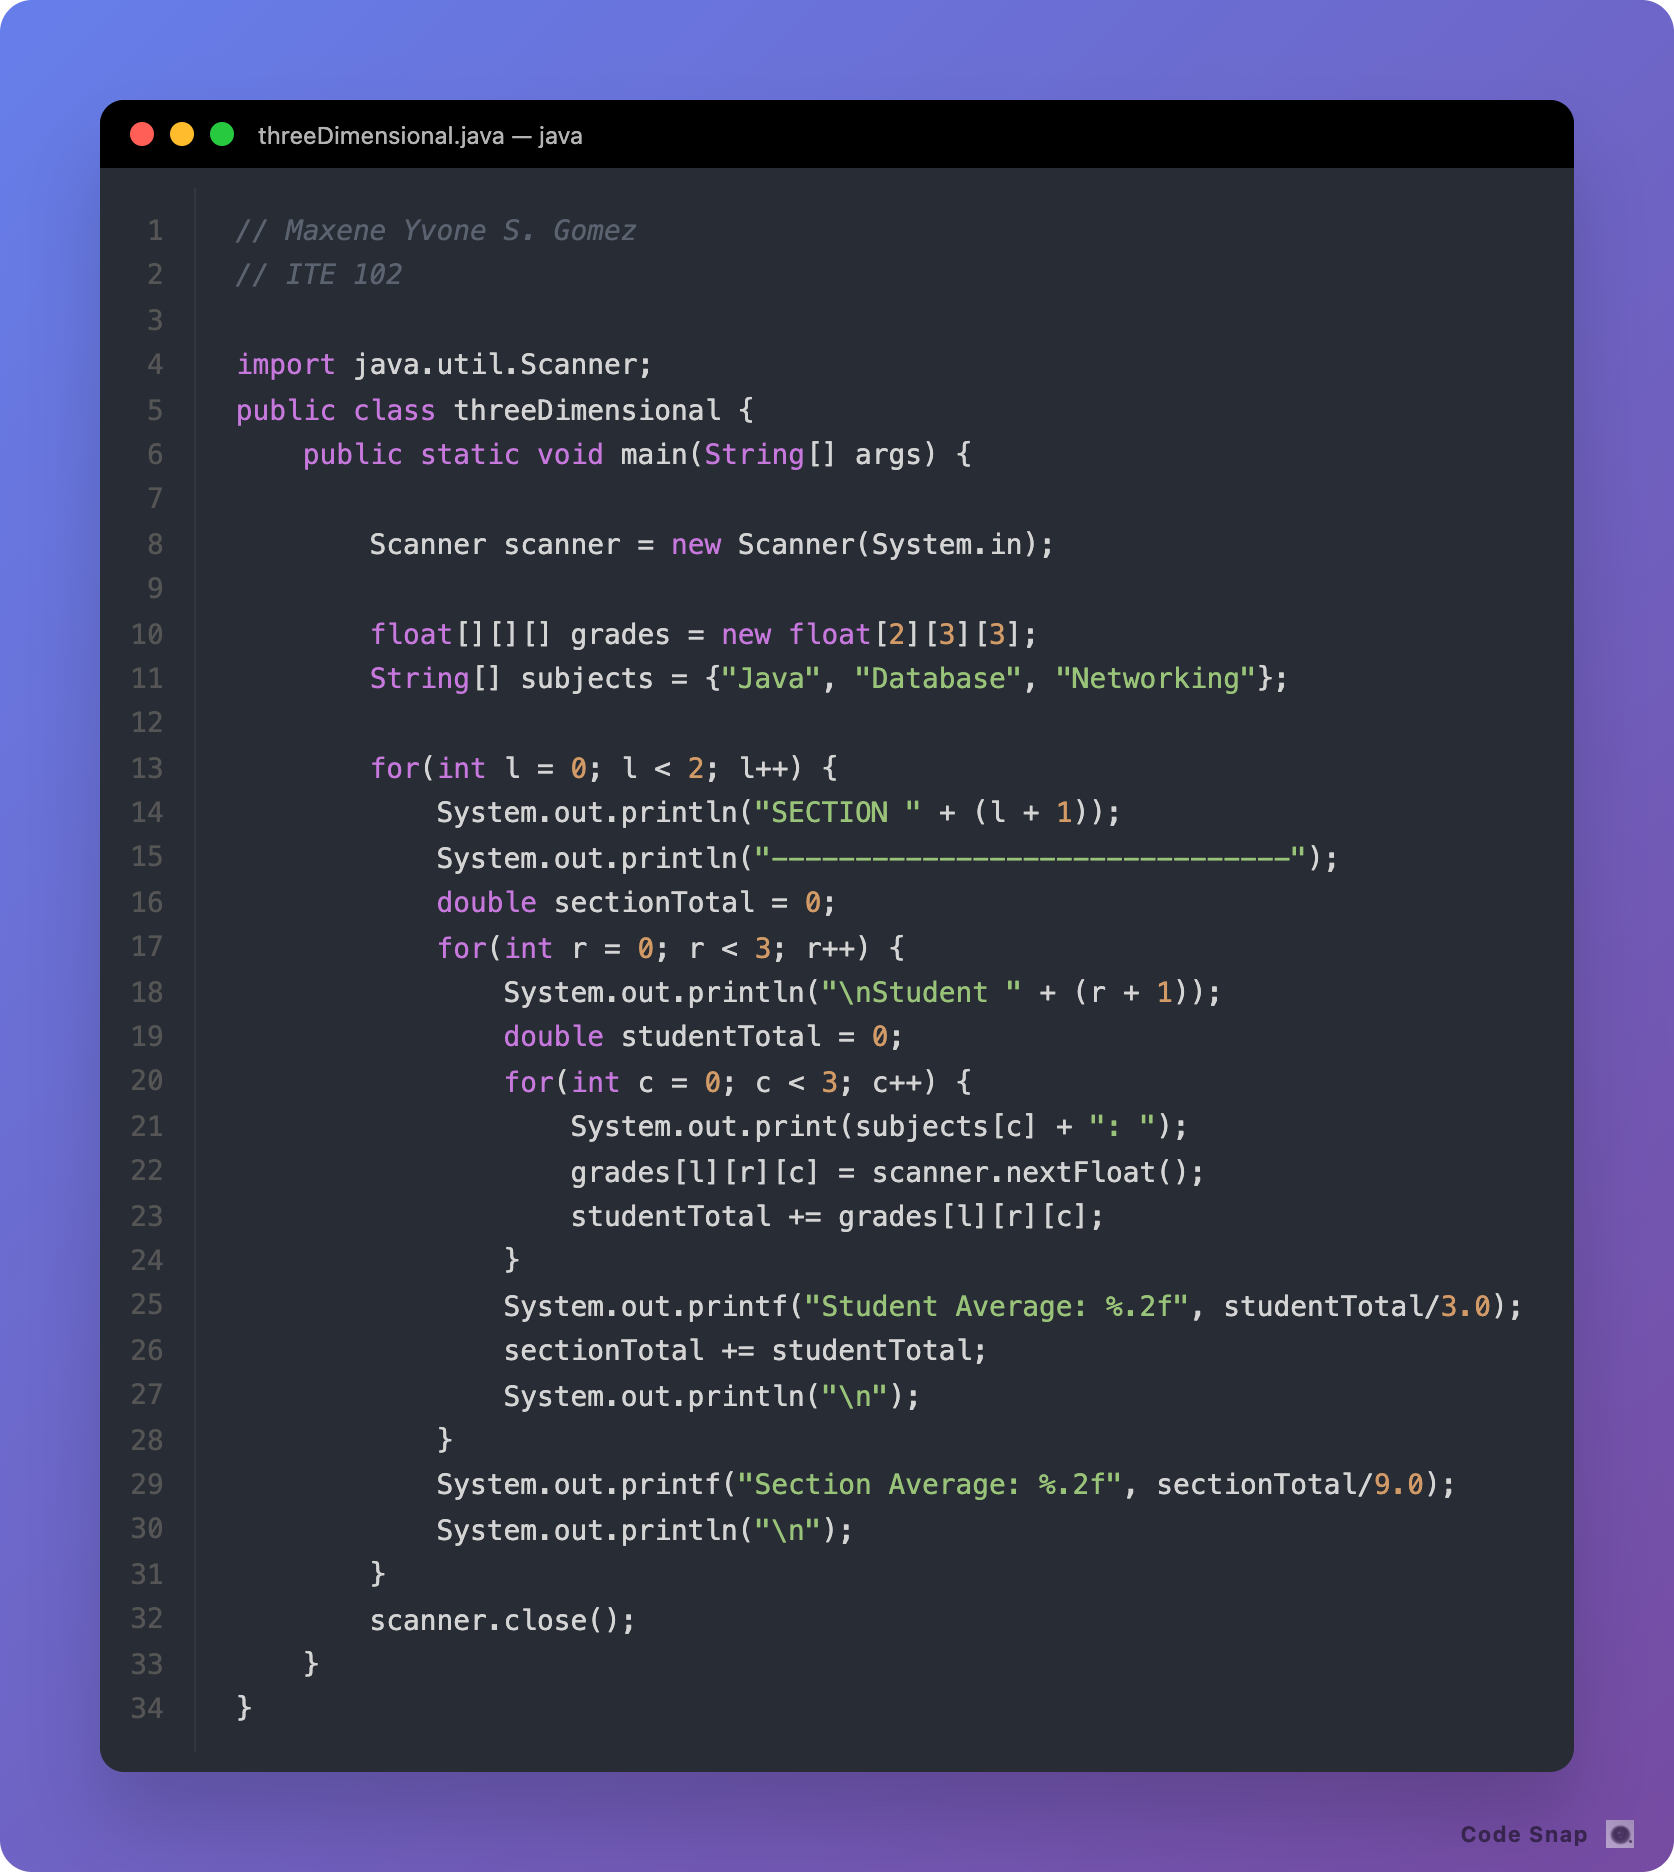 threeDimensional.java — java
1 // Maxene Yvone S. Gomez
2 // ITE 102
3
4 import java.util.Scanner;
5 public class threeDimensional {
6     public static void main(String[] args) {
7
8         Scanner scanner = new Scanner(System.in);
9
10         float[][][] grades = new float[2][3][3];
11         String[] subjects = {"Java", "Database", "Networking"};
12
13         for(int l = 0; l < 2; l++) {
14             System.out.println("SECTION " + (l + 1));
15             System.out.println("-------------------------------");
16             double sectionTotal = 0;
17             for(int r = 0; r < 3; r++) {
18                 System.out.println("\nStudent " + (r + 1));
19                 double studentTotal = 0;
20                 for(int c = 0; c < 3; c++) {
21                     System.out.print(subjects[c] + ": ");
22                     grades[l][r][c] = scanner.nextFloat();
23                     studentTotal += grades[l][r][c];
24                 }
25                 System.out.printf("Student Average: %.2f", studentTotal/3.0);
26                 sectionTotal += studentTotal;
27                 System.out.println("\n");
28             }
29             System.out.printf("Section Average: %.2f", sectionTotal/9.0);
30             System.out.println("\n");
31         }
32         scanner.close();
33     }
34 }
Code Snap